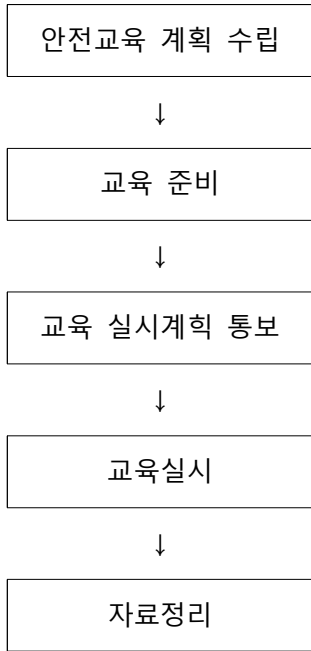 안전교육 계획 수립
↓
교육 준비
↓
교육 실시계획 통보
↓
교육실시
↓
자료정리